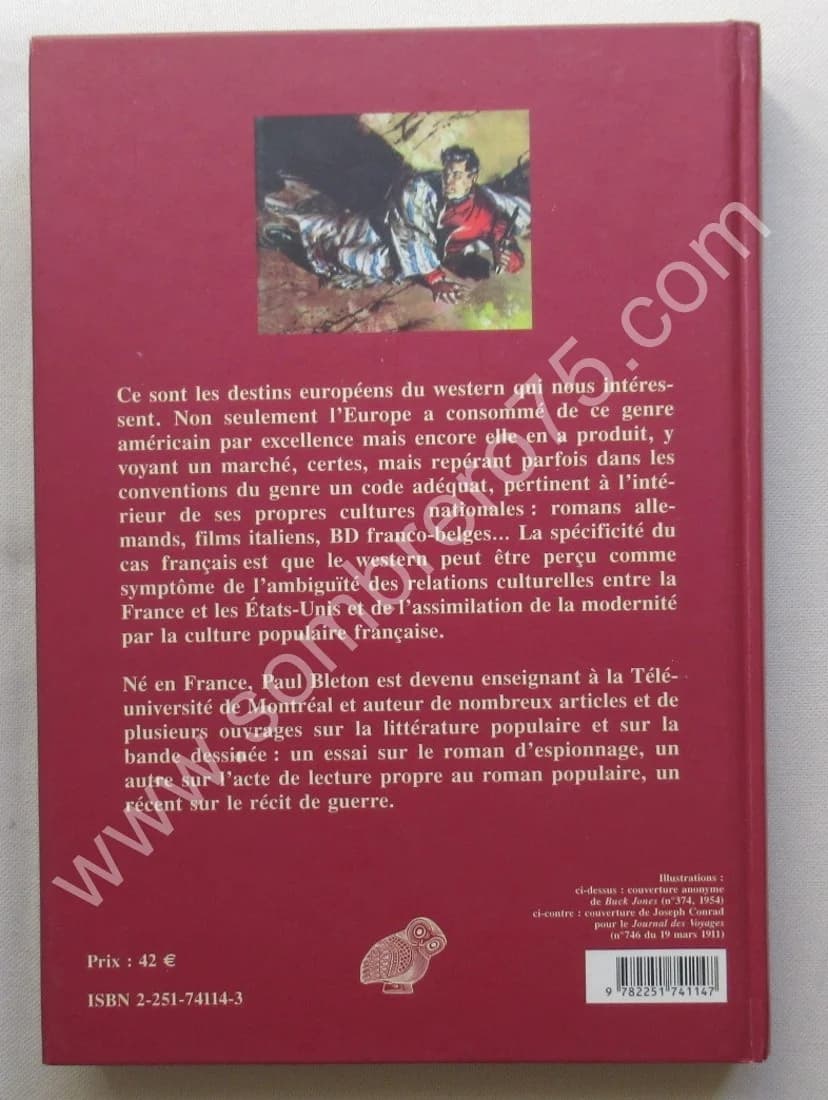 Ce sont les destins européens du western qui nous intéres-
sent. Non seulement l'Europe a consommé de ce genre
américain par excellence mais encore elle en a produit, y
voyant un marché, certes, mais repérant parfois dans les
conventions du genre un code adéquat, pertinent à l'inté-
rieur de ses propres cultures nationales : romans alle-
mands, films italiens, BD franco-belges... La spécificité du
cas français est que le western peut être perçu comme
symptôme de l'ambiguïté des relations culturelles entre la
France et les États-Unis et de l'assimilation de la modernité
par la culture populaire française.
Né en France, Paul Bleton est devenu enseignant à la Télé-
université de Montréal et auteur de nombreux articles et de
plusieurs ouvrages sur la littérature populaire et sur la
bande dessinée : un essai sur le roman d'espionnage, un
autre sur l'acte de lecture propre au roman populaire, un
récent sur le récit de guerre.
Illustrations :
ci-dessus : couverture anonyme
de Buck Jones (n°374, 1954)
ci-contre : couverture de Joseph Conrad
pour le Journal des Voyages
(n°746 du 19 mars 1911)
Prix : 42 €
ISBN 2-251-74114-3
9 782251 741147
www.sombrero75.com